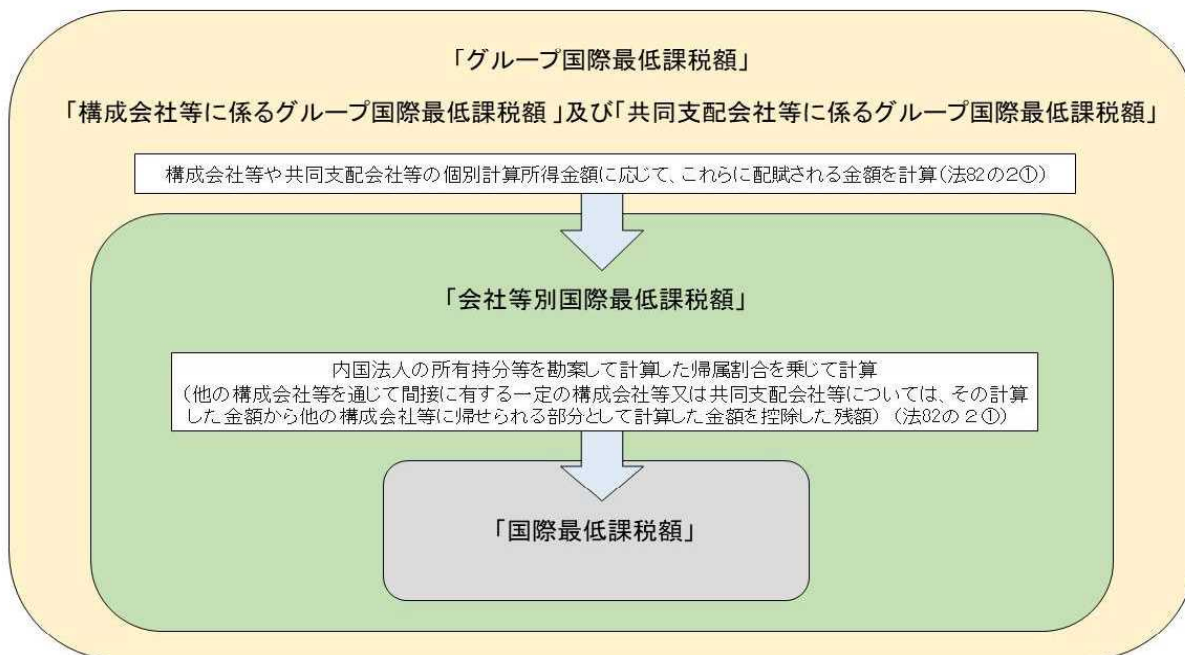 「グループ国際最低課税額」
「構成会社等に係るグループ国際最低課税額 」及び「共同支配会社等に係るグループ国際最低課税額」
構成会社等や共同支配会社等の個別計算所得金額に応じて、これらに配賦される金額を計算(法82の2①)
「会社等別国際最低課税額」
内国法人の所有持分等を勘案して計算した帰属割合を乗じて計算
(他の構成会社等を通じて間接に有する一定の構成会社等又は共同支配会社等については、その計算
した金額から他の構成会社等に帰せられる部分として計算した金額を控除した残額) (法82の2①)
「国際最低課税額」